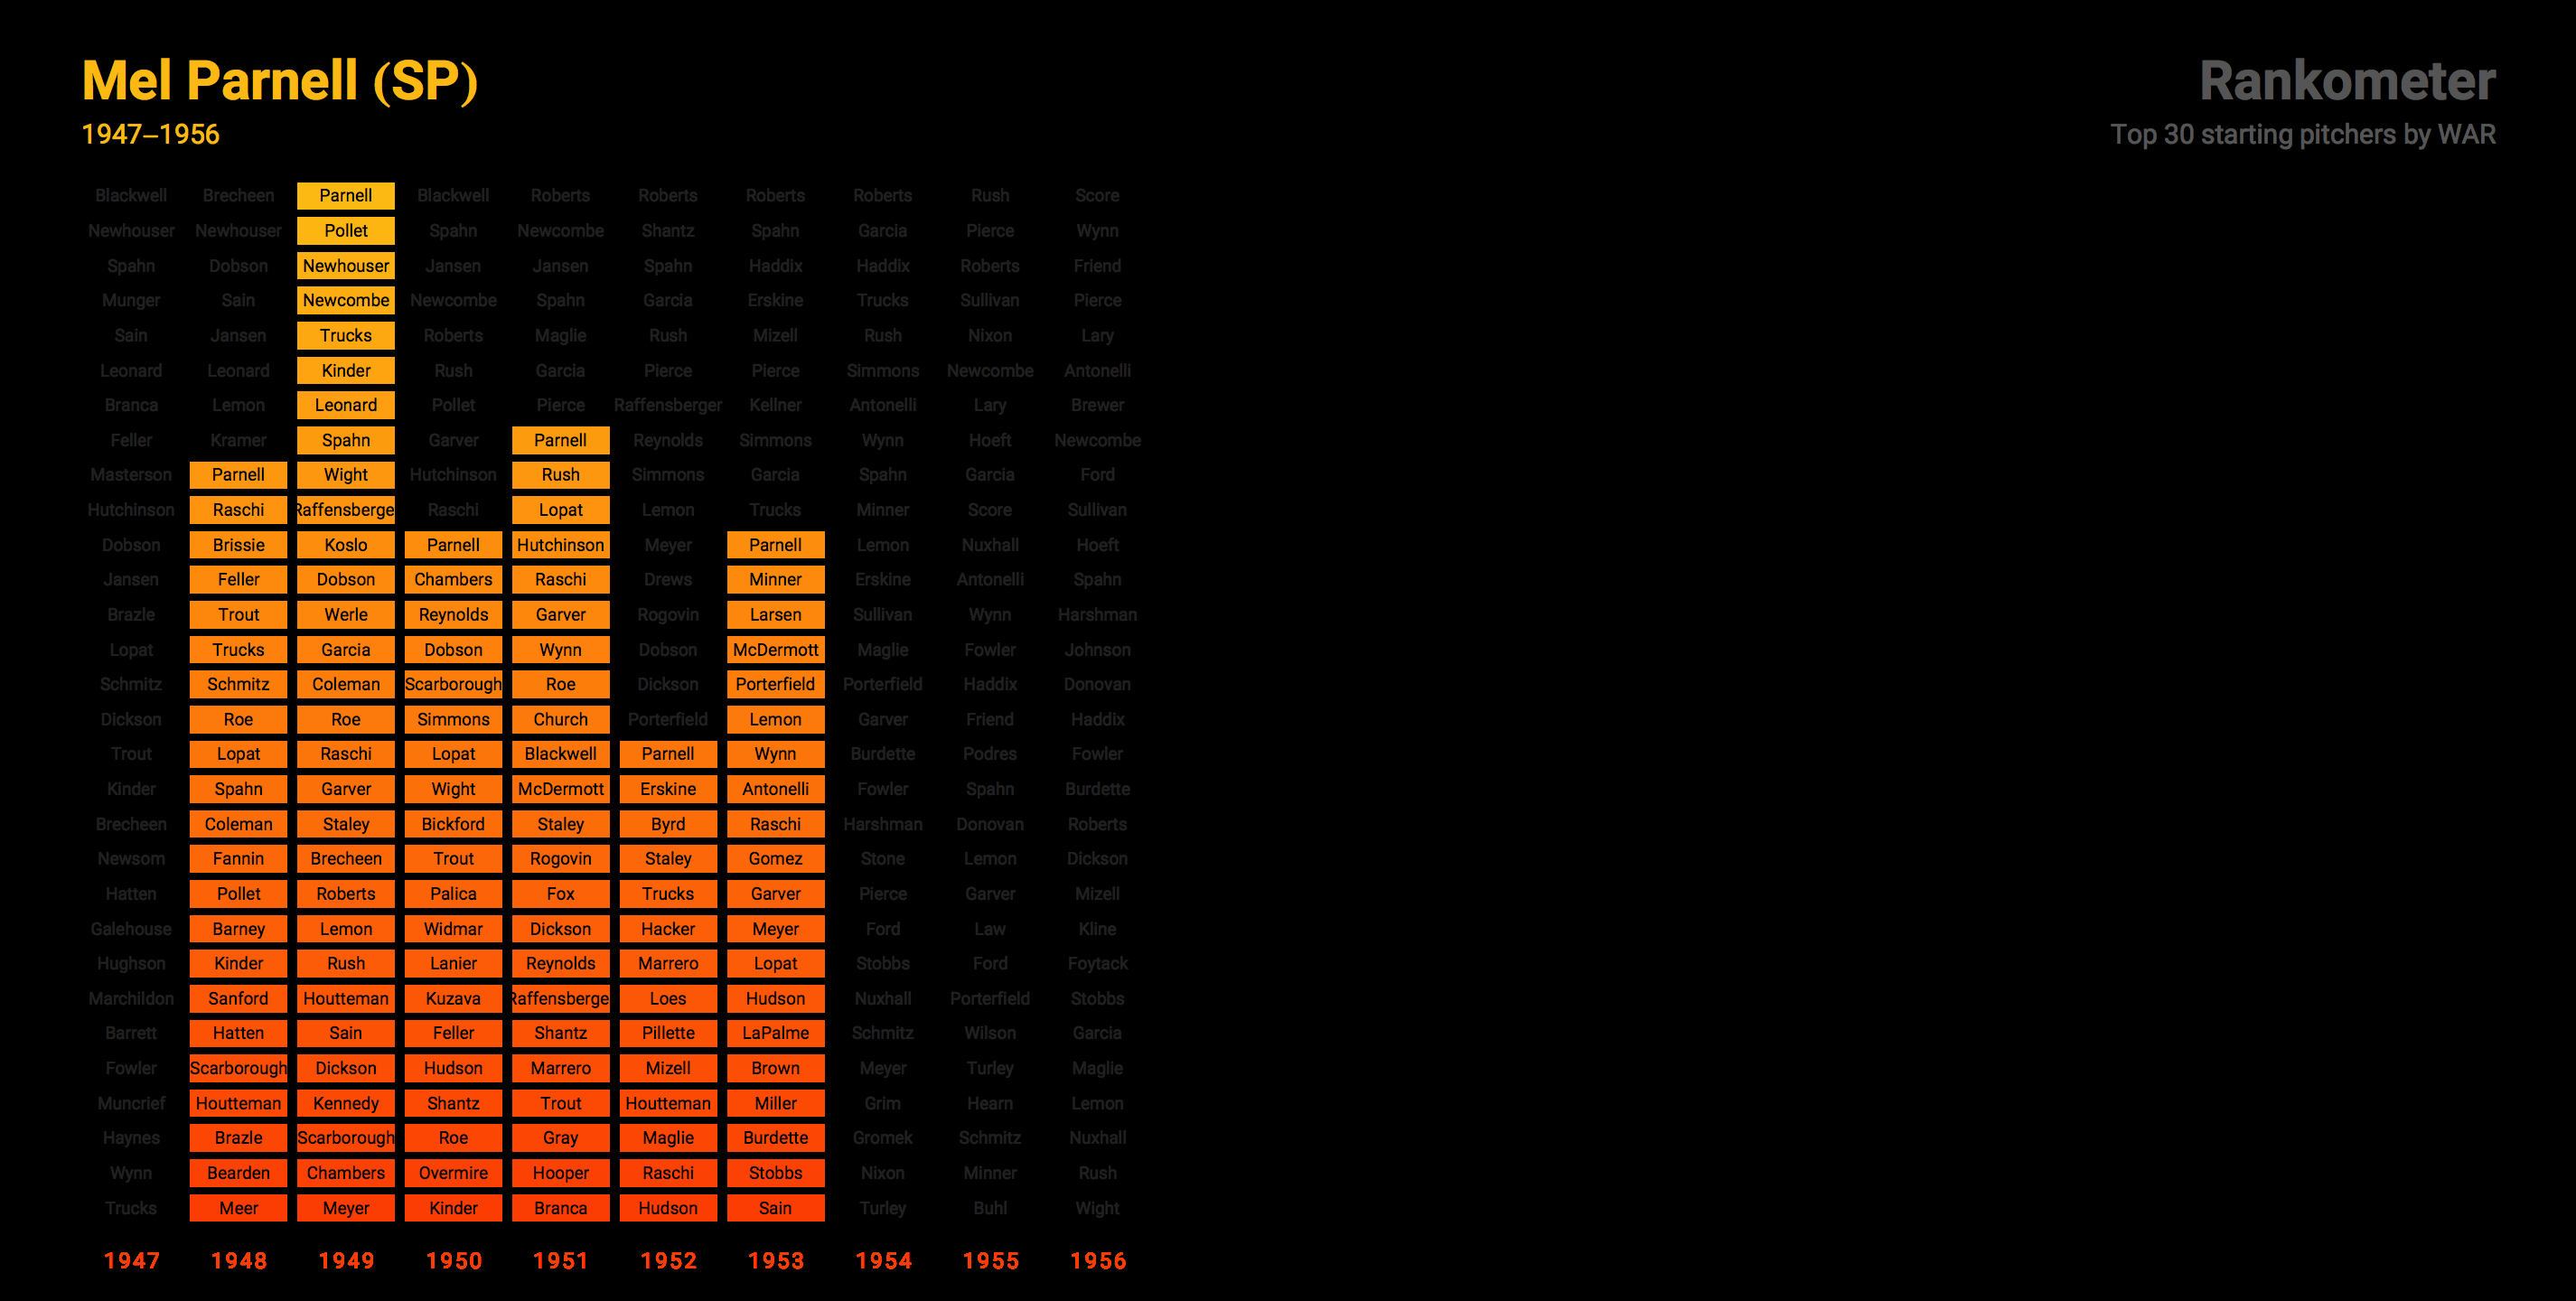 Mel Parnell (SP)
1947–1956
Rankometer
Top 30 starting pitchers by WAR
Blackwell Brecheen Parnell Blackwell Roberts Roberts Roberts Roberts Rush Score
Newhouser Newhouser Pollet Spahn Newcombe Shantz Spahn Garcia Pierce Wynn
Spahn Dobson Newhouser Jansen Jansen Spahn Haddix Haddix Roberts Friend
Munger Sain Newcombe Newcombe Spahn Garcia Erskine Trucks Sullivan Pierce
Sain Jansen Trucks Roberts Maglie Rush Mizell Rush Nixon Lary
Leonard Leonard Kinder Rush Garcia Pierce Pierce Simmons Newcombe Antonelli
Branca Lemon Leonard Pollet Pierce Raffensberger Kellner Antonelli Lary Brewer
Feller Kramer Spahn Garver Parnell Reynolds Simmons Wynn Hoeft Newcombe
Masterson Parnell Wight Hutchinson Rush Simmons Garcia Spahn Garcia Ford
Hutchinson Raschi Raffensberge Raschi Lopat Lemon Trucks Minner Score Sullivan
Dobson Brissie Koslo Parnell Hutchinson Meyer Parnell Lemon Nuxhall Hoeft
Jansen Feller Dobson Chambers Raschi Drews Minner Erskine Antonelli Spahn
Brazle Trout Werle Reynolds Garver Rogovin Larsen Sullivan Wynn Harshman
Lopat Trucks Garcia Dobson Wynn Dobson McDermott Maglie Fowler Johnson
Schmitz Schmitz Coleman Scarborough Roe Dickson Porterfield Porterfield Haddix Donovan
Dickson Roe Roe Simmons Church Porterfield Lemon Garver Friend Haddix
Trout Lopat Raschi Lopat Blackwell Parnell Wynn Burdette Podres Fowler
Kinder Spahn Garver Wight McDermott Erskine Antonelli Fowler Spahn Burdette
Brecheen Coleman Staley Bickford Staley Byrd Raschi Harshman Donovan Roberts
Newsom Fannin Brecheen Trout Rogovin Staley Gomez Stone Lemon Dickson
Hatten Pollet Roberts Palica Fox Trucks Garver Pierce Garver Mizell
Galehouse Barney Lemon Widmar Dickson Hacker Meyer Ford Law Kline
Hughson Kinder Rush Lanier Reynolds Marrero Lopat Stobbs Ford Foytack
Marchildon Sanford Houtteman Kuzava Raffensberge Loes Hudson Nuxhall Porterfield Stobbs
Barrett Hatten Sain Feller Shantz Pillette LaPalme Schmitz Wilson Garcia
Fowler Scarborough Dickson Hudson Marrero Mizell Brown Meyer Turley Maglie
Muncrief Houtteman Kennedy Shantz Trout Houtteman Miller Grim Hearn Lemon
Haynes Brazle Scarborough Roe Gray Maglie Burdette Gromek Schmitz Nuxhall
Wynn Bearden Chambers Overmire Hooper Raschi Stobbs Nixon Minner Rush
Trucks Meer Meyer Kinder Branca Hudson Sain Turley Buhl Wight
1947 1948 1949 1950 1951 1952 1953 1954 1955 1956